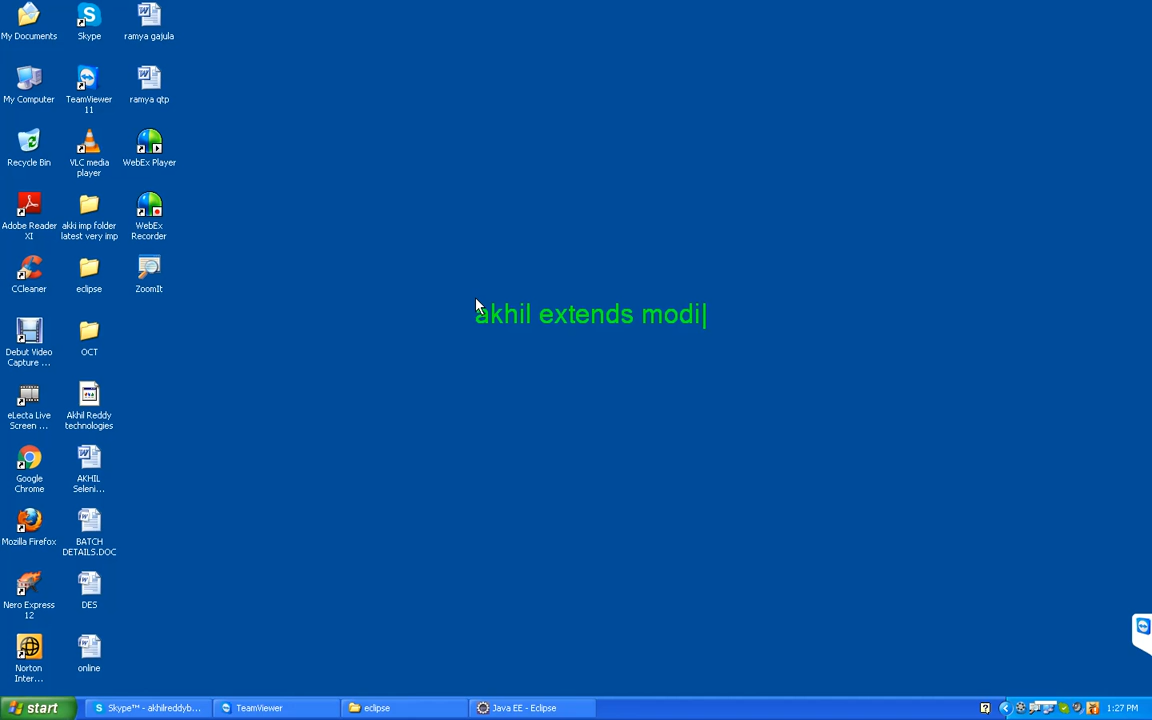 My Documents
Skype
ramya gajula
My Computer
TeamViewer
11
ramya qtp
Recycle Bin
VLC media
player
WebEx Player
Adobe Reader
XI
akki imp folder
latest very imp
WebEx
Recorder
CCleaner
eclipse
ZoomIt
akhil extends modi
Debut Video
Capture ...
OCT
eLecta Live
Screen ...
Akhil Reddy
technologies
Google
Chrome
AKHIL
Seleni...
Mozilla Firefox
BATCH
DETAILS.DOC
Nero Express
12
DES
Norton
Inter...
online
start
Skype™ - akhilreddyb...
TeamViewer
eclipse
Java EE - Eclipse
1:27 PM